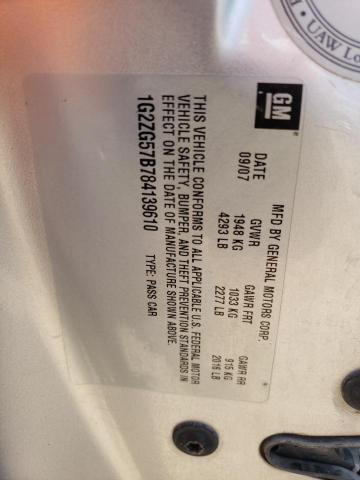 UAW Lo
GM
MFD BY GENERAL MOTORS CORP.
DATE GVWR GAWR FRT GAWR RR
09/07 1948 KG 1033 KG 915 KG
4293 LB 2277 LB 2016 LB
THIS VEHICLE CONFORMS TO ALL APPLICABLE U.S. FEDERAL MOTOR
VEHICLE SAFETY, BUMPER, AND THEFT PREVENTION STANDARDS IN
EFFECT ON THE DATE OF MANUFACTURE SHOWN ABOVE.
1G2ZG57B784139610 TYPE: PASS CAR